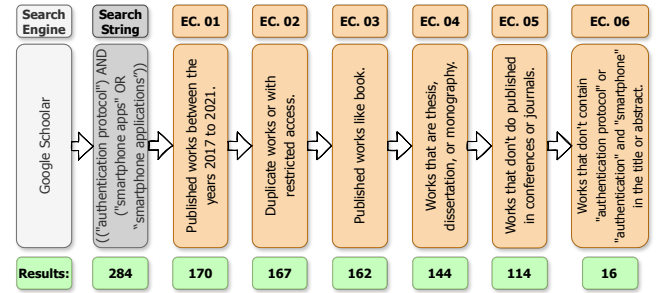 Search
Engine
Search
String
EC. 01
EC. 02
EC. 03
EC. 04
EC. 05
EC. 06
Google Schoolar
(("authentication protocol") AND
("smartphone apps" OR
"smartphone applications"))
Published works between the
years 2017 to 2021.
Duplicate works or with
restricted access.
Published works like book.
Works that are thesis,
dissertation, or monography.
Works that don't do published
in conferences or journals.
Works that don't contain
"authentication protocol" or
"authentication" and "smartphone"
in the title or abstract.
Results:
284
170
167
162
144
114
16